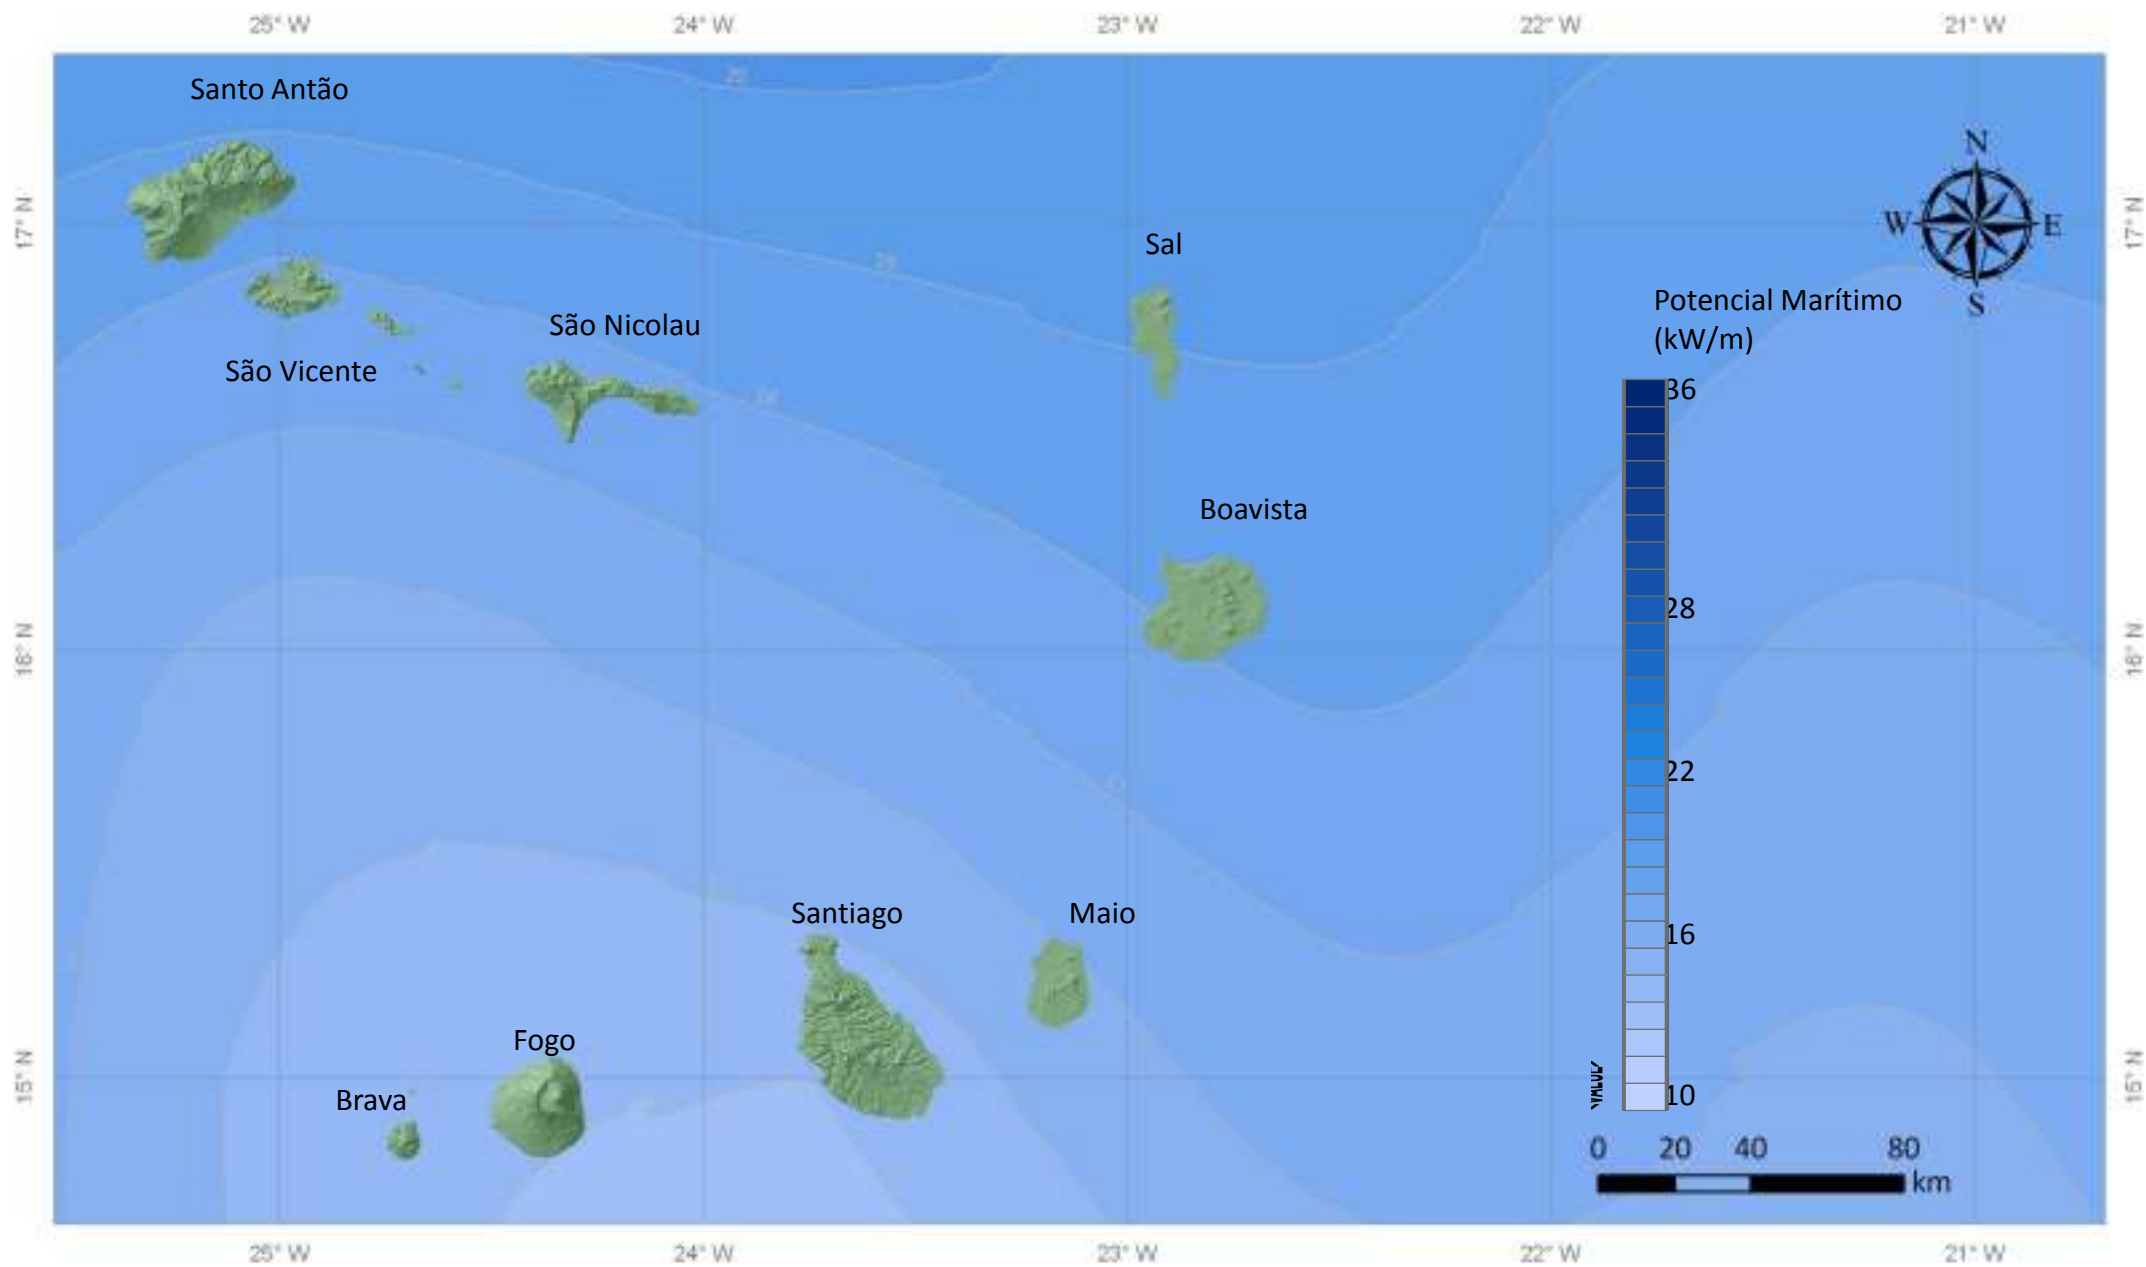 25° W 24° W 23° W 22° W 21° W
Santo Antão
N
17° N
W E
17° N
Sal
S
Potencial Marítimo
(kW/m)
São Nicolau
São Vicente
36
Boavista
28
16° N
16° N
22
Santiago
Maio
16
Fogo
Brava
15° N
15° N
10
0 20 40 80
km
25° W 24° W 23° W 22° W 21° W